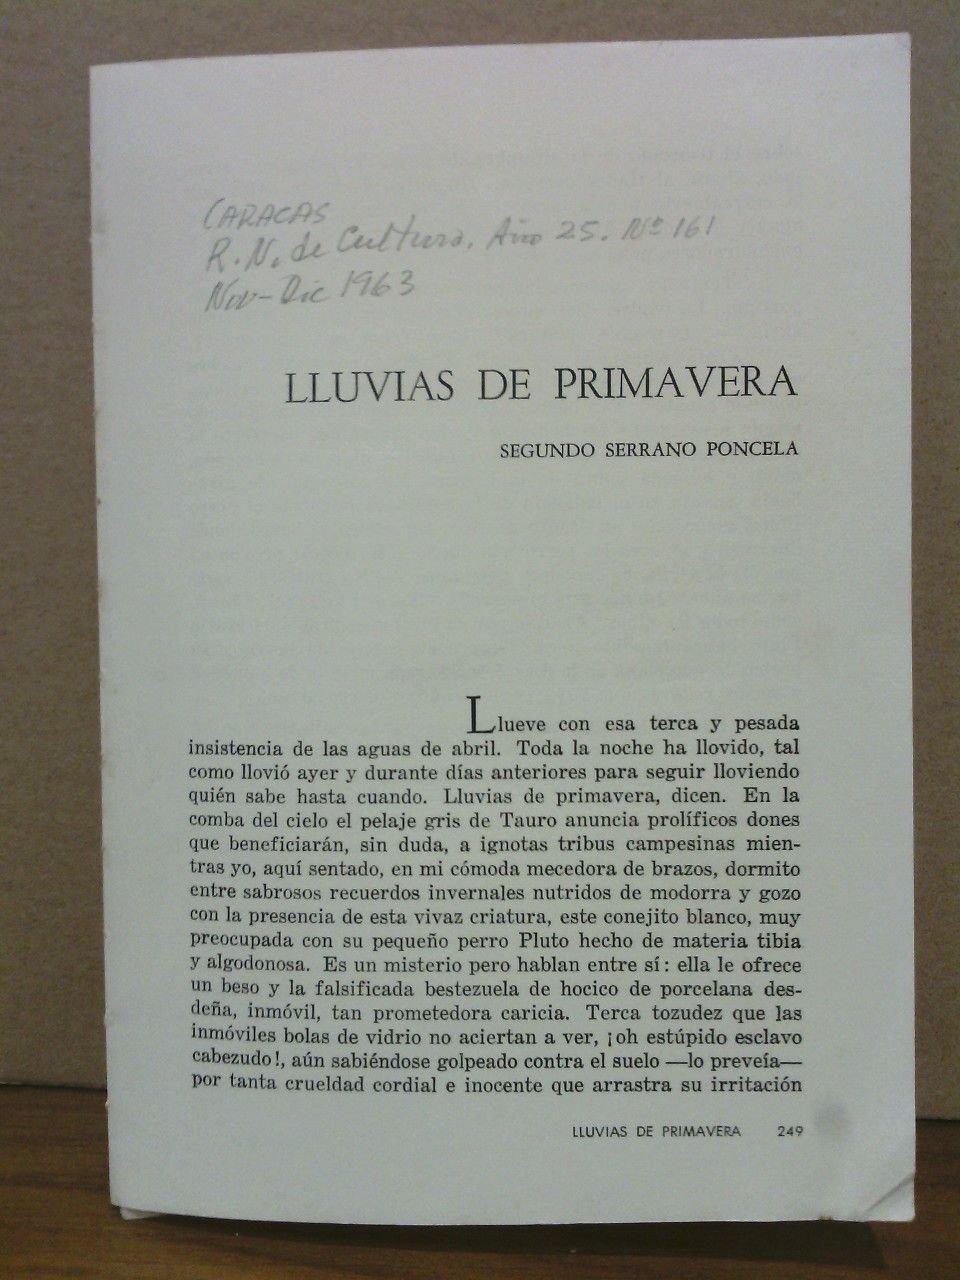 CARACAS
R. N. de Cultura. Año 25. Nº 161
Nov-Dic 1963
LLUVIAS DE PRIMAVERA
SEGUNDO SERRANO PONCELA
Llueve con esa terca y pesada
insistencia de las aguas de abril. Toda la noche ha llovido, tal
como llovió ayer y durante días anteriores para seguir lloviendo
quién sabe hasta cuando. Lluvias de primavera, dicen. En la
comba del cielo el pelaje gris de Tauro anuncia prolíficos dones
que beneficiarán, sin duda, a ignotas tribus campesinas mien-
tras yo, aquí sentado, en mi cómoda mecedora de brazos, dormito
entre sabrosos recuerdos invernales nutridos de modorra y gozo
con la presencia de esta vivaz criatura, este conejito blanco, muy
preocupada con su pequeño perro Pluto hecho de materia tibia
y algodonosa. Es un misterio pero hablan entre sí: ella le ofrece
un beso y la falsificada bestezuela de hocico de porcelana des-
deña, inmóvil, tan prometedora caricia. Terca tozudez que las
inmóviles bolas de vidrio no aciertan a ver, ¡oh estúpido esclavo
cabezudo!, aún sabiéndose golpeado contra el suelo —lo preveía—
por tanta crueldad cordial e inocente que arrastra su irritación
LLUVIAS DE PRIMAVERA 249